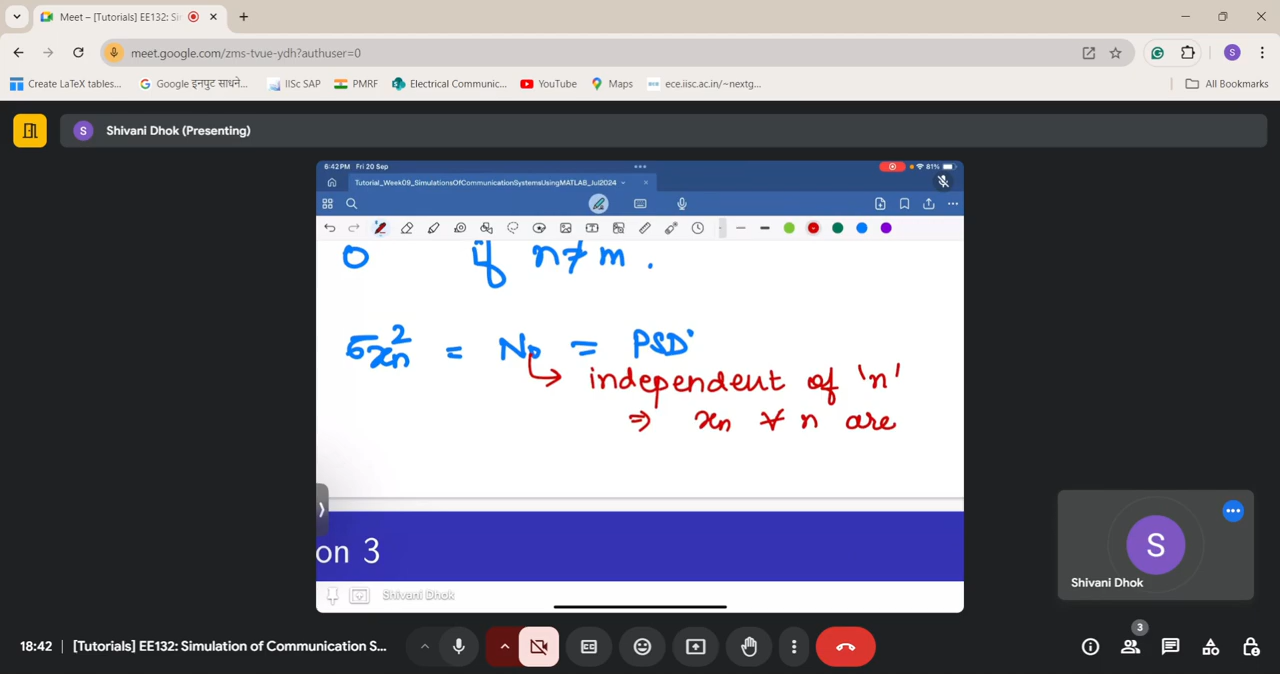 Meet – [Tutorials] EE132: Si
meet.google.com/zms-tvue-ydh?authuser=0
Create LaTeX tables... Google इनपुट साधने... IISc SAP PMRF Electrical Communic... YouTube Maps ece.iisc.ac.in/~nextg... All Bookmarks
S Shivani Dhok (Presenting)
6:42 PM Fri 20 Sep 81%
Tutorial_Week09_SimulationsOfCommunicationSystemsUsingMATLAB_Jul2024
0 if n ≠ m .
σxn² = N₀ = PSD
independent of 'n'
⇒ xn ∀ n are
on 3
Shivani Dhok
S
Shivani Dhok
18:42 | [Tutorials] EE132: Simulation of Communication S...
3